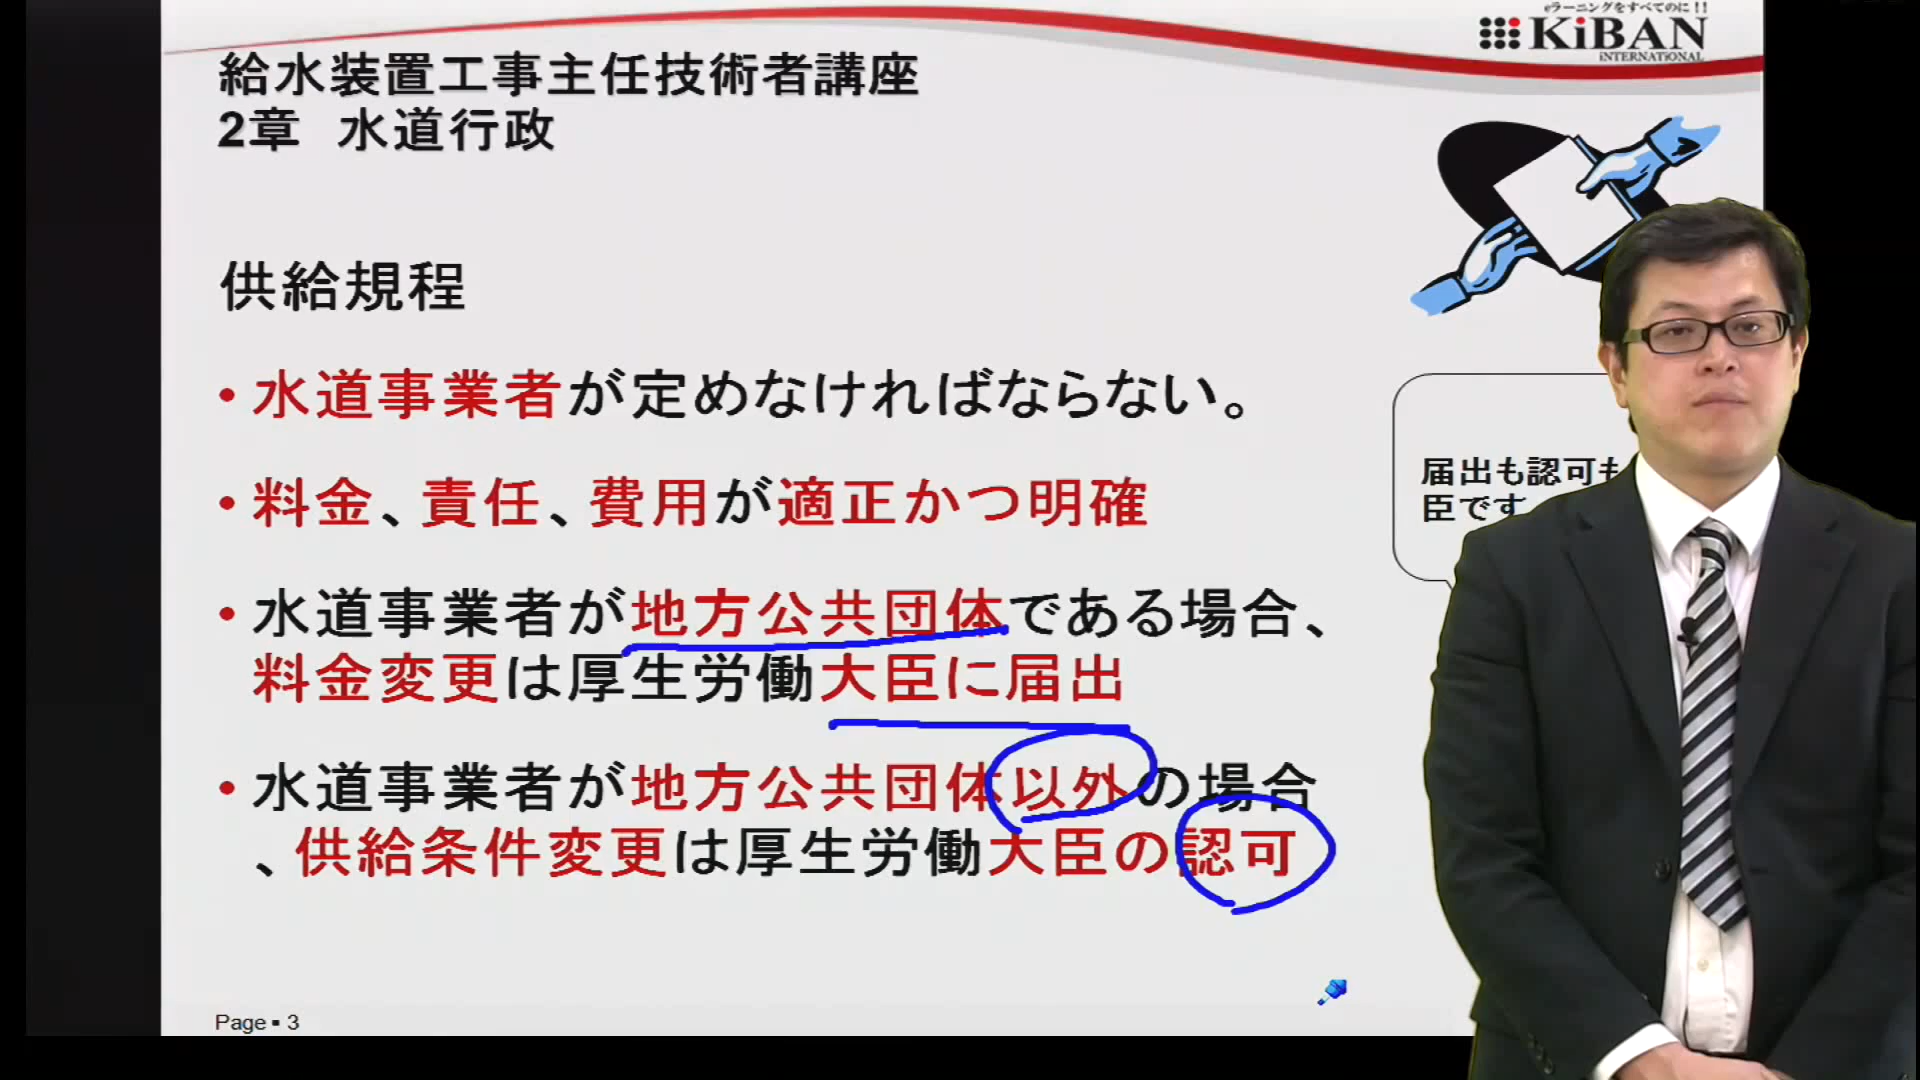 eラーニングをすべてのに！！
KiBAN
iNTERNATiONAL
給水装置工事主任技術者講座
2章　水道行政
供給規程
• 水道事業者が定めなければならない。
• 料金、責任、費用が適正かつ明確
届出も認可も
臣です
• 水道事業者が地方公共団体である場合、
料金変更は厚生労働大臣に届出
• 水道事業者が地方公共団体以外の場合
、供給条件変更は厚生労働大臣の認可
Page ▪ 3